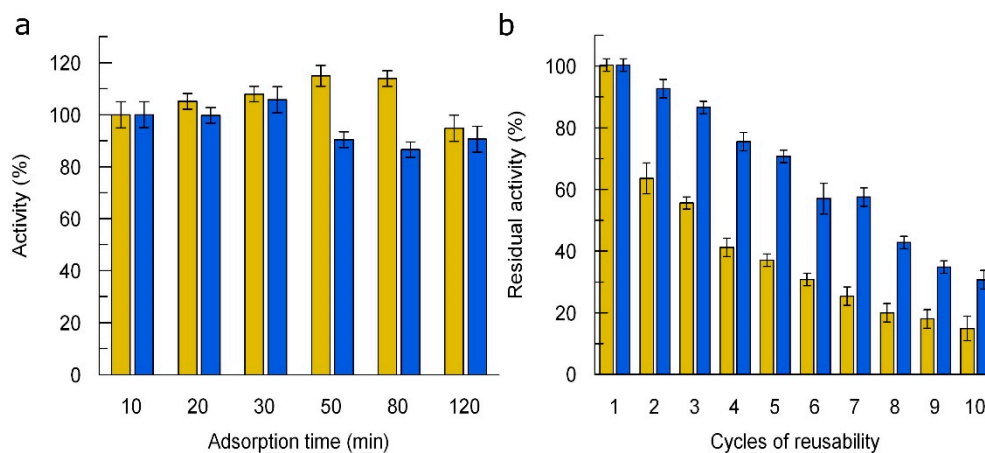 a
Activity (%)
120
100
80
60
40
20
0
10 20 30 50 80 120
Adsorption time (min)
b
Residual activity (%)
100
80
60
40
20
0
1 2 3 4 5 6 7 8 9 10
Cycles of reusability